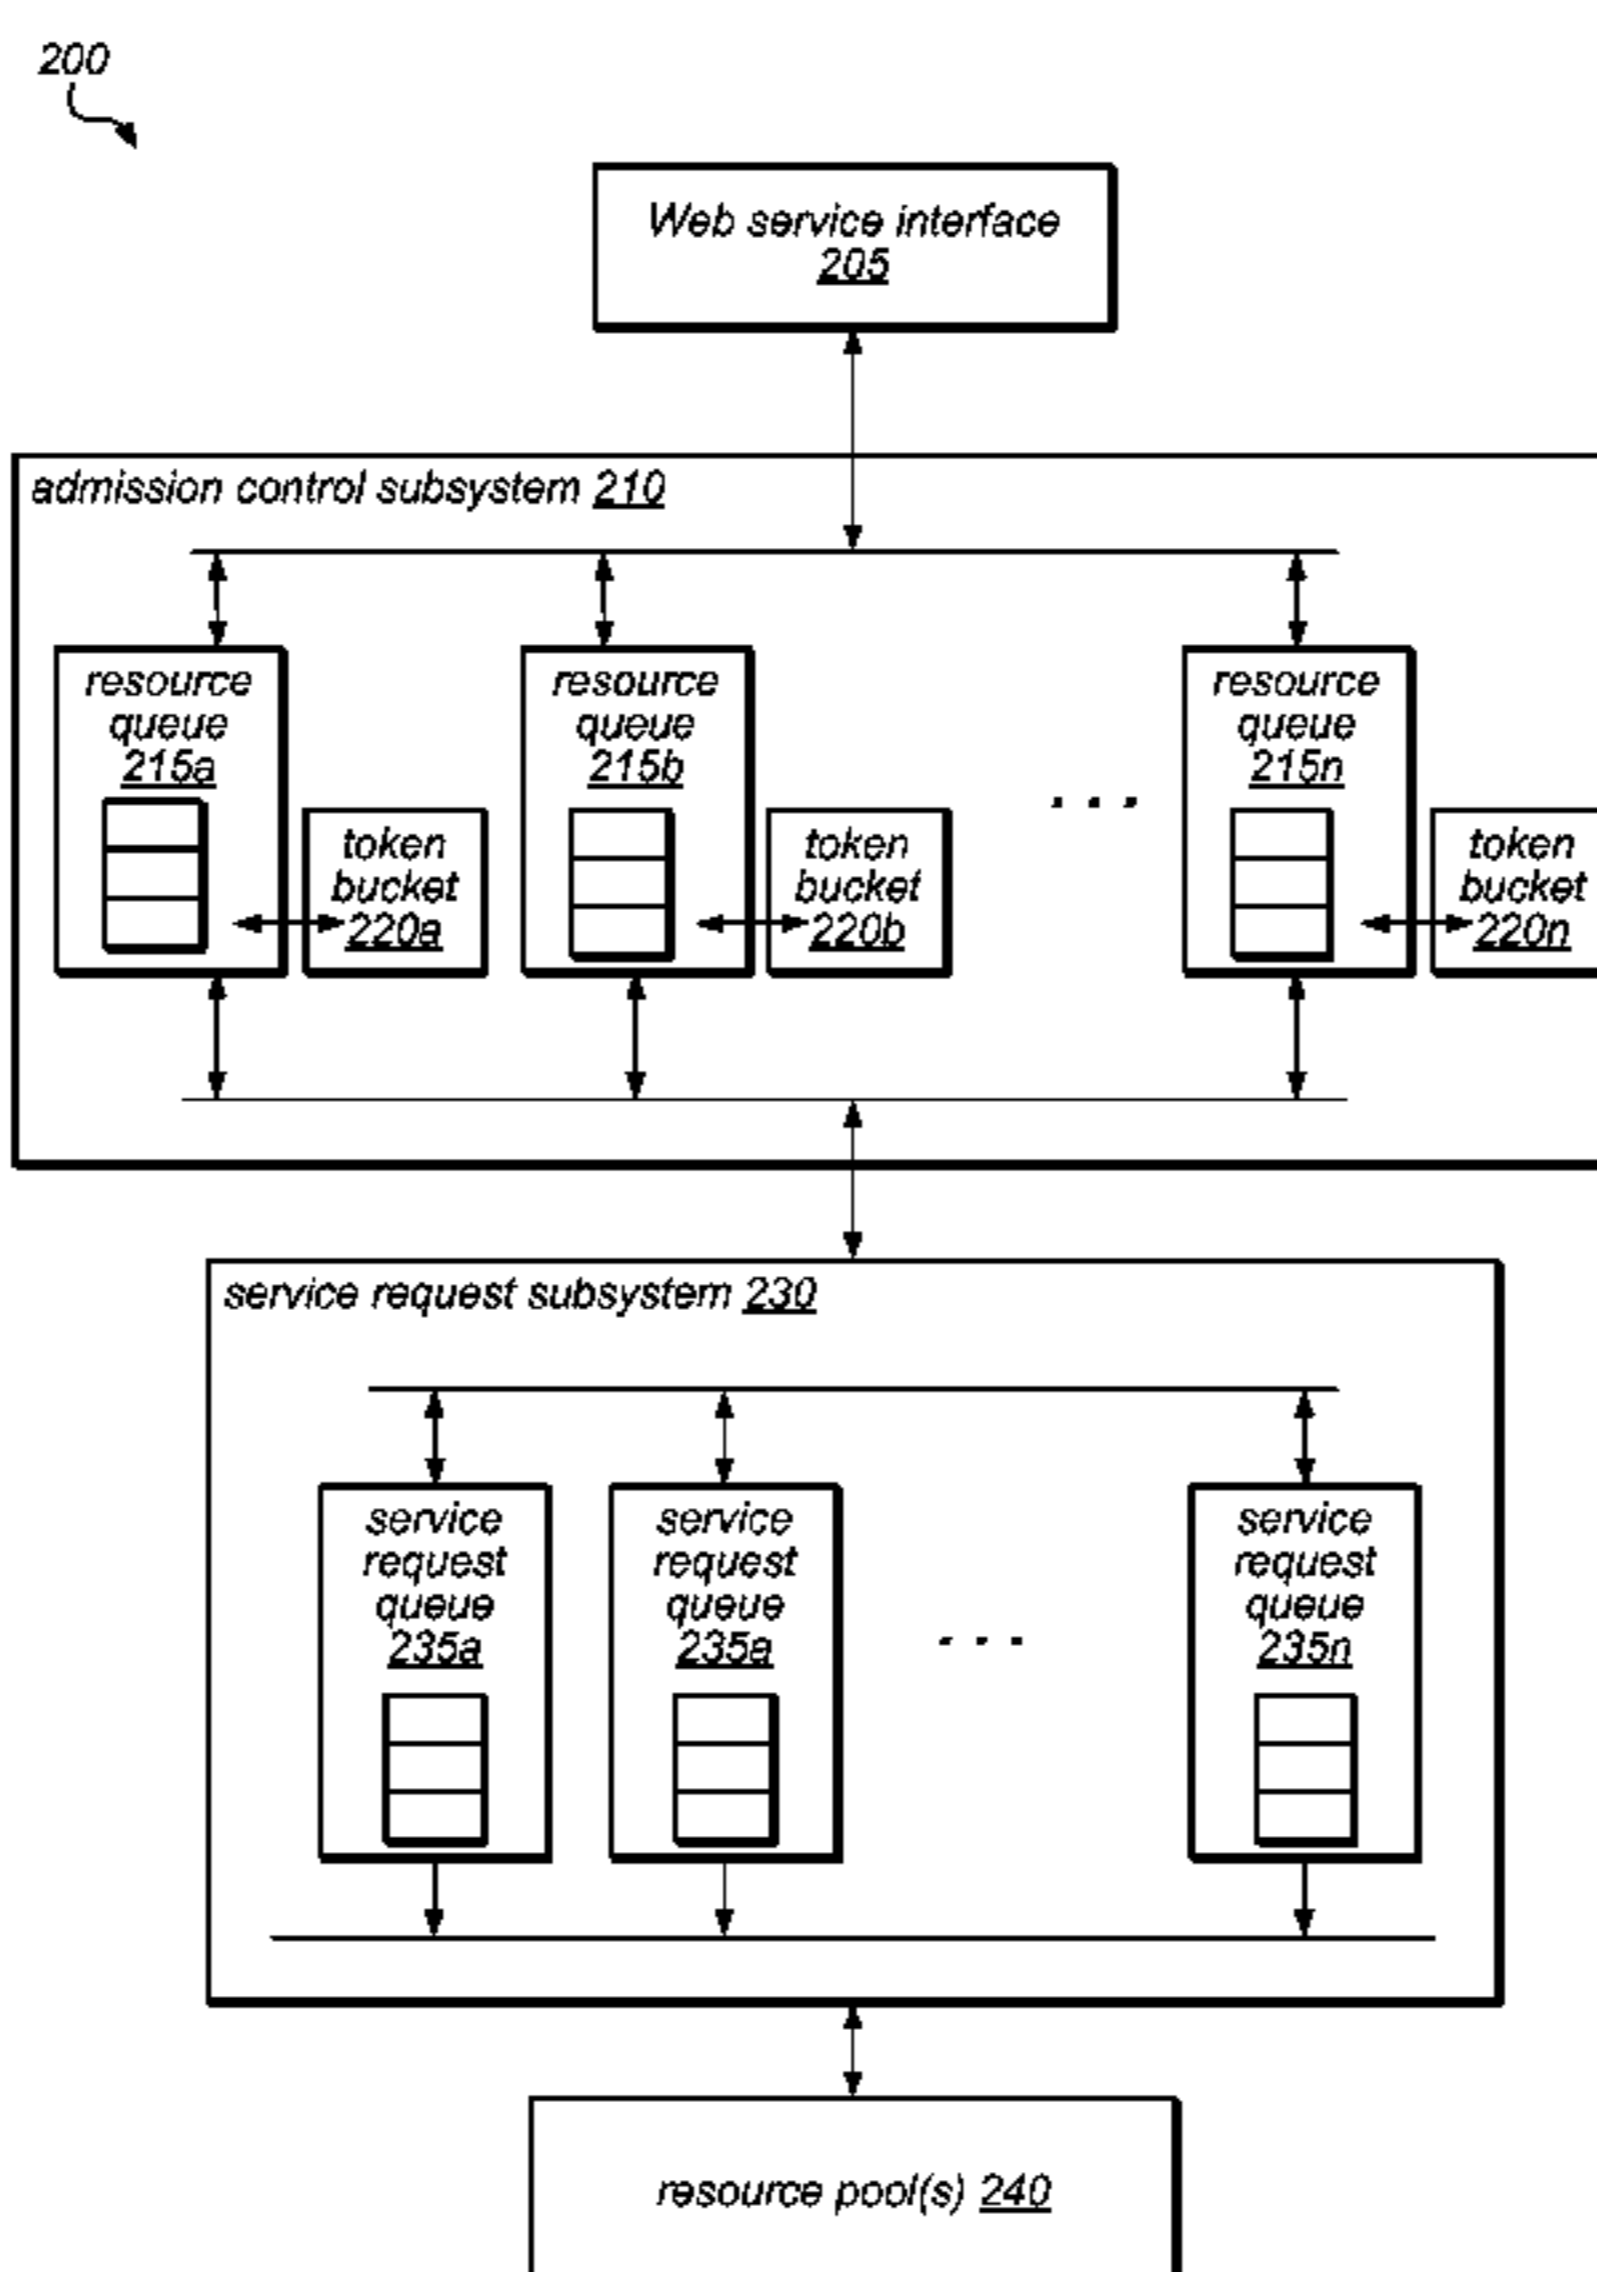 200
Web service interface
205
admission control subsystem 210
resource
queue
215a
token
bucket
220a
resource
queue
215b
token
bucket
220b
. . .
resource
queue
215n
token
bucket
220n
service request subsystem 230
service
request
queue
235a
service
request
queue
235a
. . .
service
request
queue
235n
resource pool(s) 240